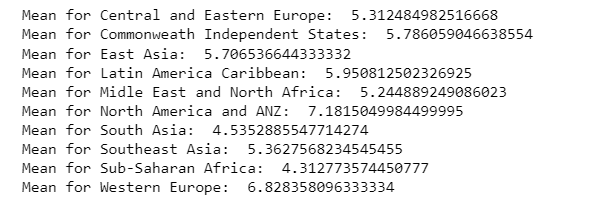 Mean for Central and Eastern Europe:  5.312484982516668
Mean for Commonweath Independent States:  5.786059046638554
Mean for East Asia:  5.706536644333332
Mean for Latin America Caribbean:  5.950812502326925
Mean for Midle East and North Africa:  5.244889249086023
Mean for North America and ANZ:  7.1815049984499995
Mean for South Asia:  4.5352885547714274
Mean for Southeast Asia:  5.3627568234545455
Mean for Sub-Saharan Africa:  4.312773574450777
Mean for Western Europe:  6.828358096333334